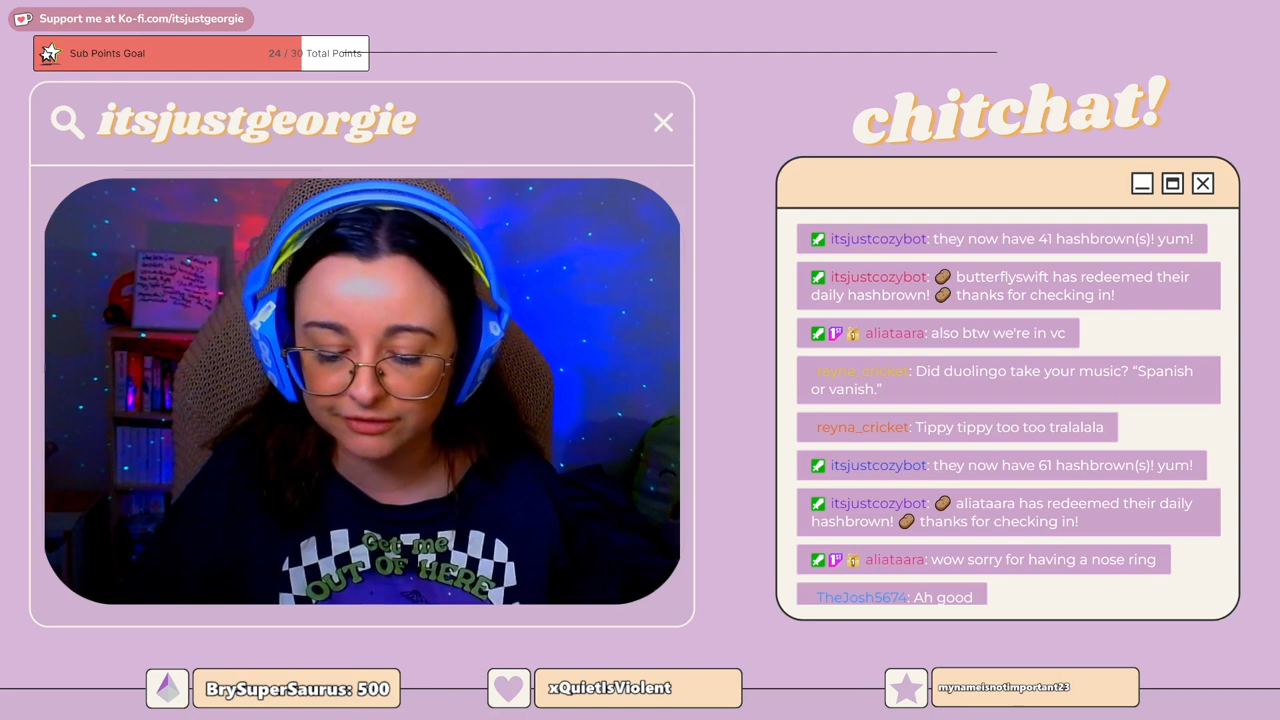 Support me at Ko-fi.com/itsjustgeorgie
Sub Points Goal
24 / 30 Total Points
itsjustgeorgie
chitchat!
itsjustcozybot: they now have 41 hashbrown(s)! yum!
itsjustcozybot: 🥔 butterflyswift has redeemed their
daily hashbrown! 🥔 thanks for checking in!
aliataara: also btw we're in vc
reyna_cricket: Did duolingo take your music? “Spanish
or vanish.”
reyna_cricket: Tippy tippy too too tralalala
itsjustcozybot: they now have 61 hashbrown(s)! yum!
itsjustcozybot: 🥔 aliataara has redeemed their daily
hashbrown! 🥔 thanks for checking in!
aliataara: wow sorry for having a nose ring
TheJosh5674: Ah good
Get me
OUT OF HERE
BrySuperSaurus: 500
xQuietIsViolent
mynameisnotimportant23